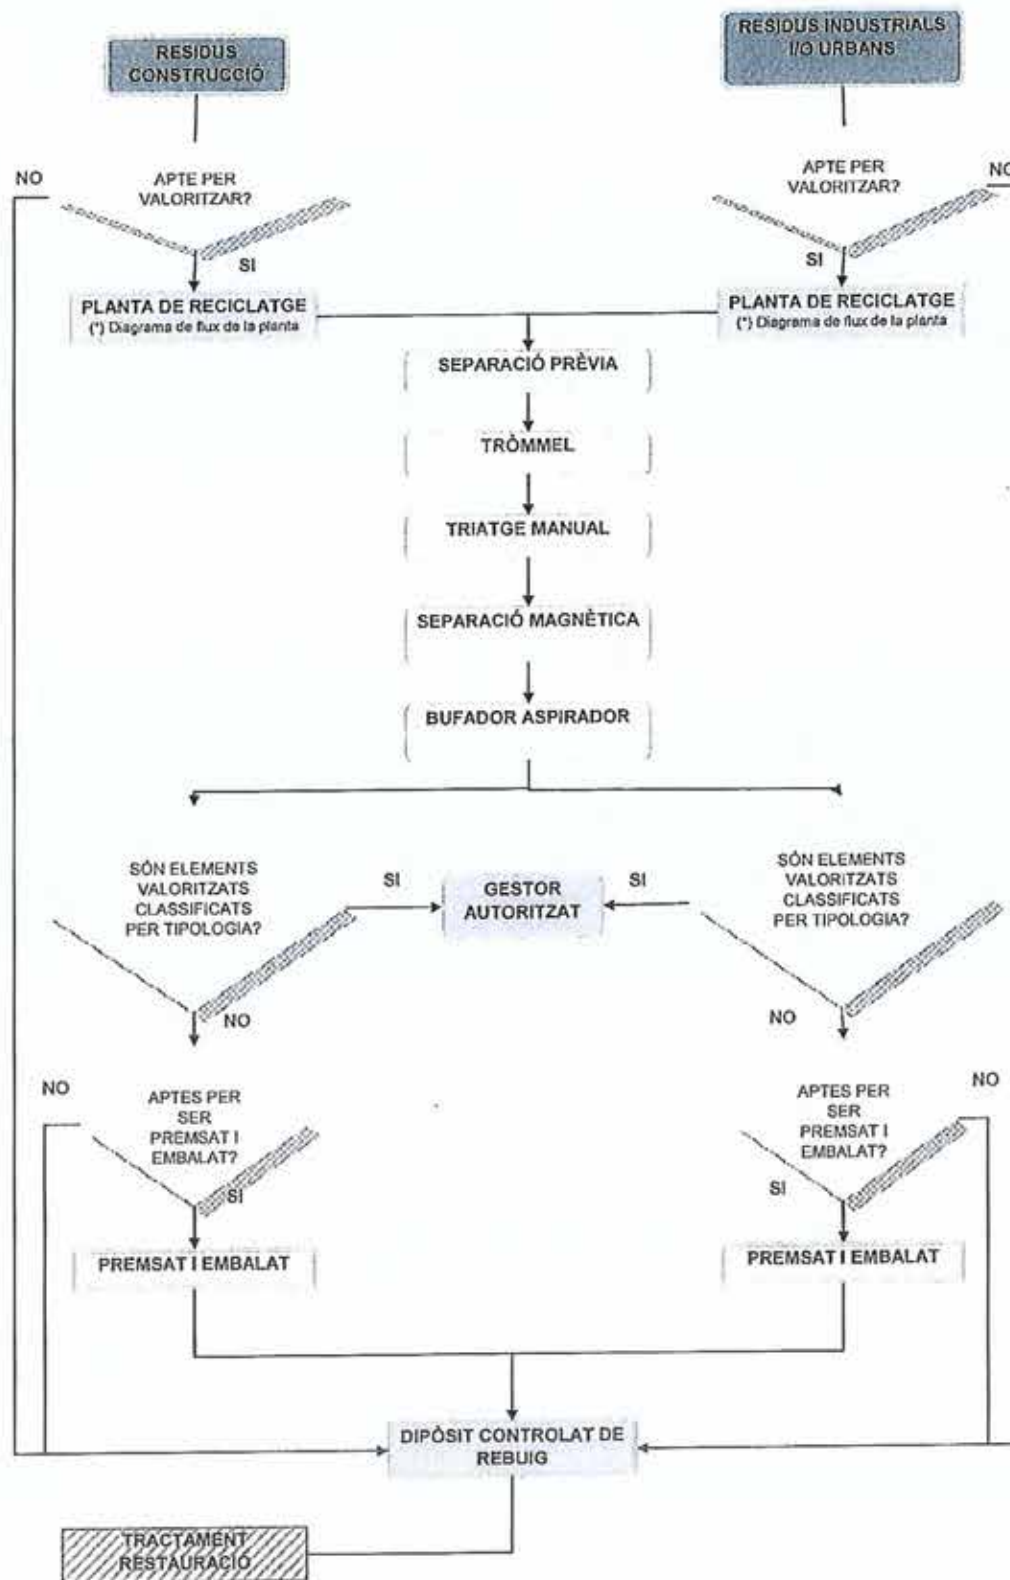 RESIDUS
CONSTRUCCIÓ
RESIDUS INDUSTRIALS
I/O URBANS
NO
APTE PER
VALORITZAR?
SI
APTE PER
VALORITZAR?
NO
SI
PLANTA DE RECICLATGE
(*) Diagrama de flux de la planta
PLANTA DE RECICLATGE
(*) Diagrama de flux de la planta
SEPARACIÓ PRÈVIA
TRÒMMEL
TRIATGE MANUAL
SEPARACIÓ MAGNÈTICA
BUFADOR ASPIRADOR
SÓN ELEMENTS
VALORITZATS
CLASSIFICATS
PER TIPOLOGIA?
SI
GESTOR
AUTORITZAT
SI
SÓN ELEMENTS
VALORITZATS
CLASSIFICATS
PER TIPOLOGIA?
NO
NO
NO
APTES PER
SER
PREMSAT I
EMBALAT?
SI
APTES PER
SER
PREMSAT I
EMBALAT?
NO
SI
PREMSAT I EMBALAT
PREMSAT I EMBALAT
DIPÒSIT CONTROLAT DE
REBUIG
TRACTAMENT
RESTAURACIÓ